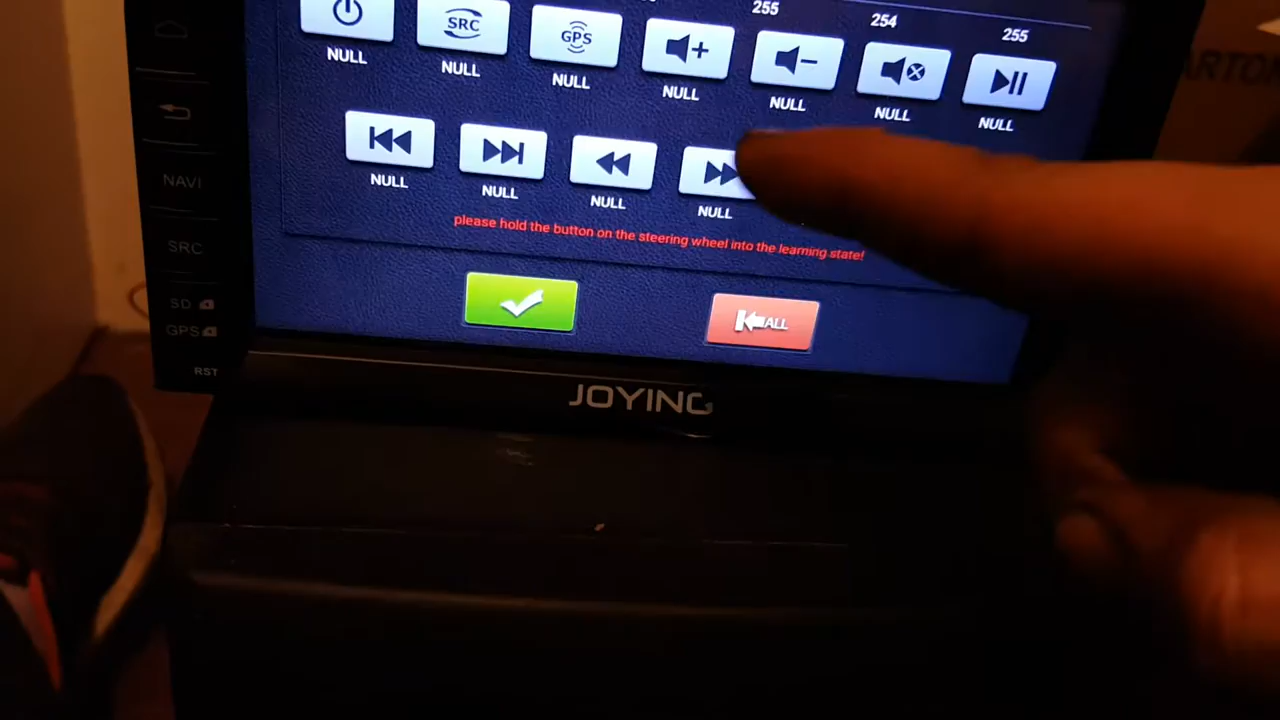 255
254
255
SRC
GPS
NULL
NULL
NULL
NULL
NULL
NULL
NULL
NULL
NULL
NULL
NULL
please hold the button on the steering wheel into the learning state!
ALL
NAVI
SRC
SD
GPS
RST
JOYING